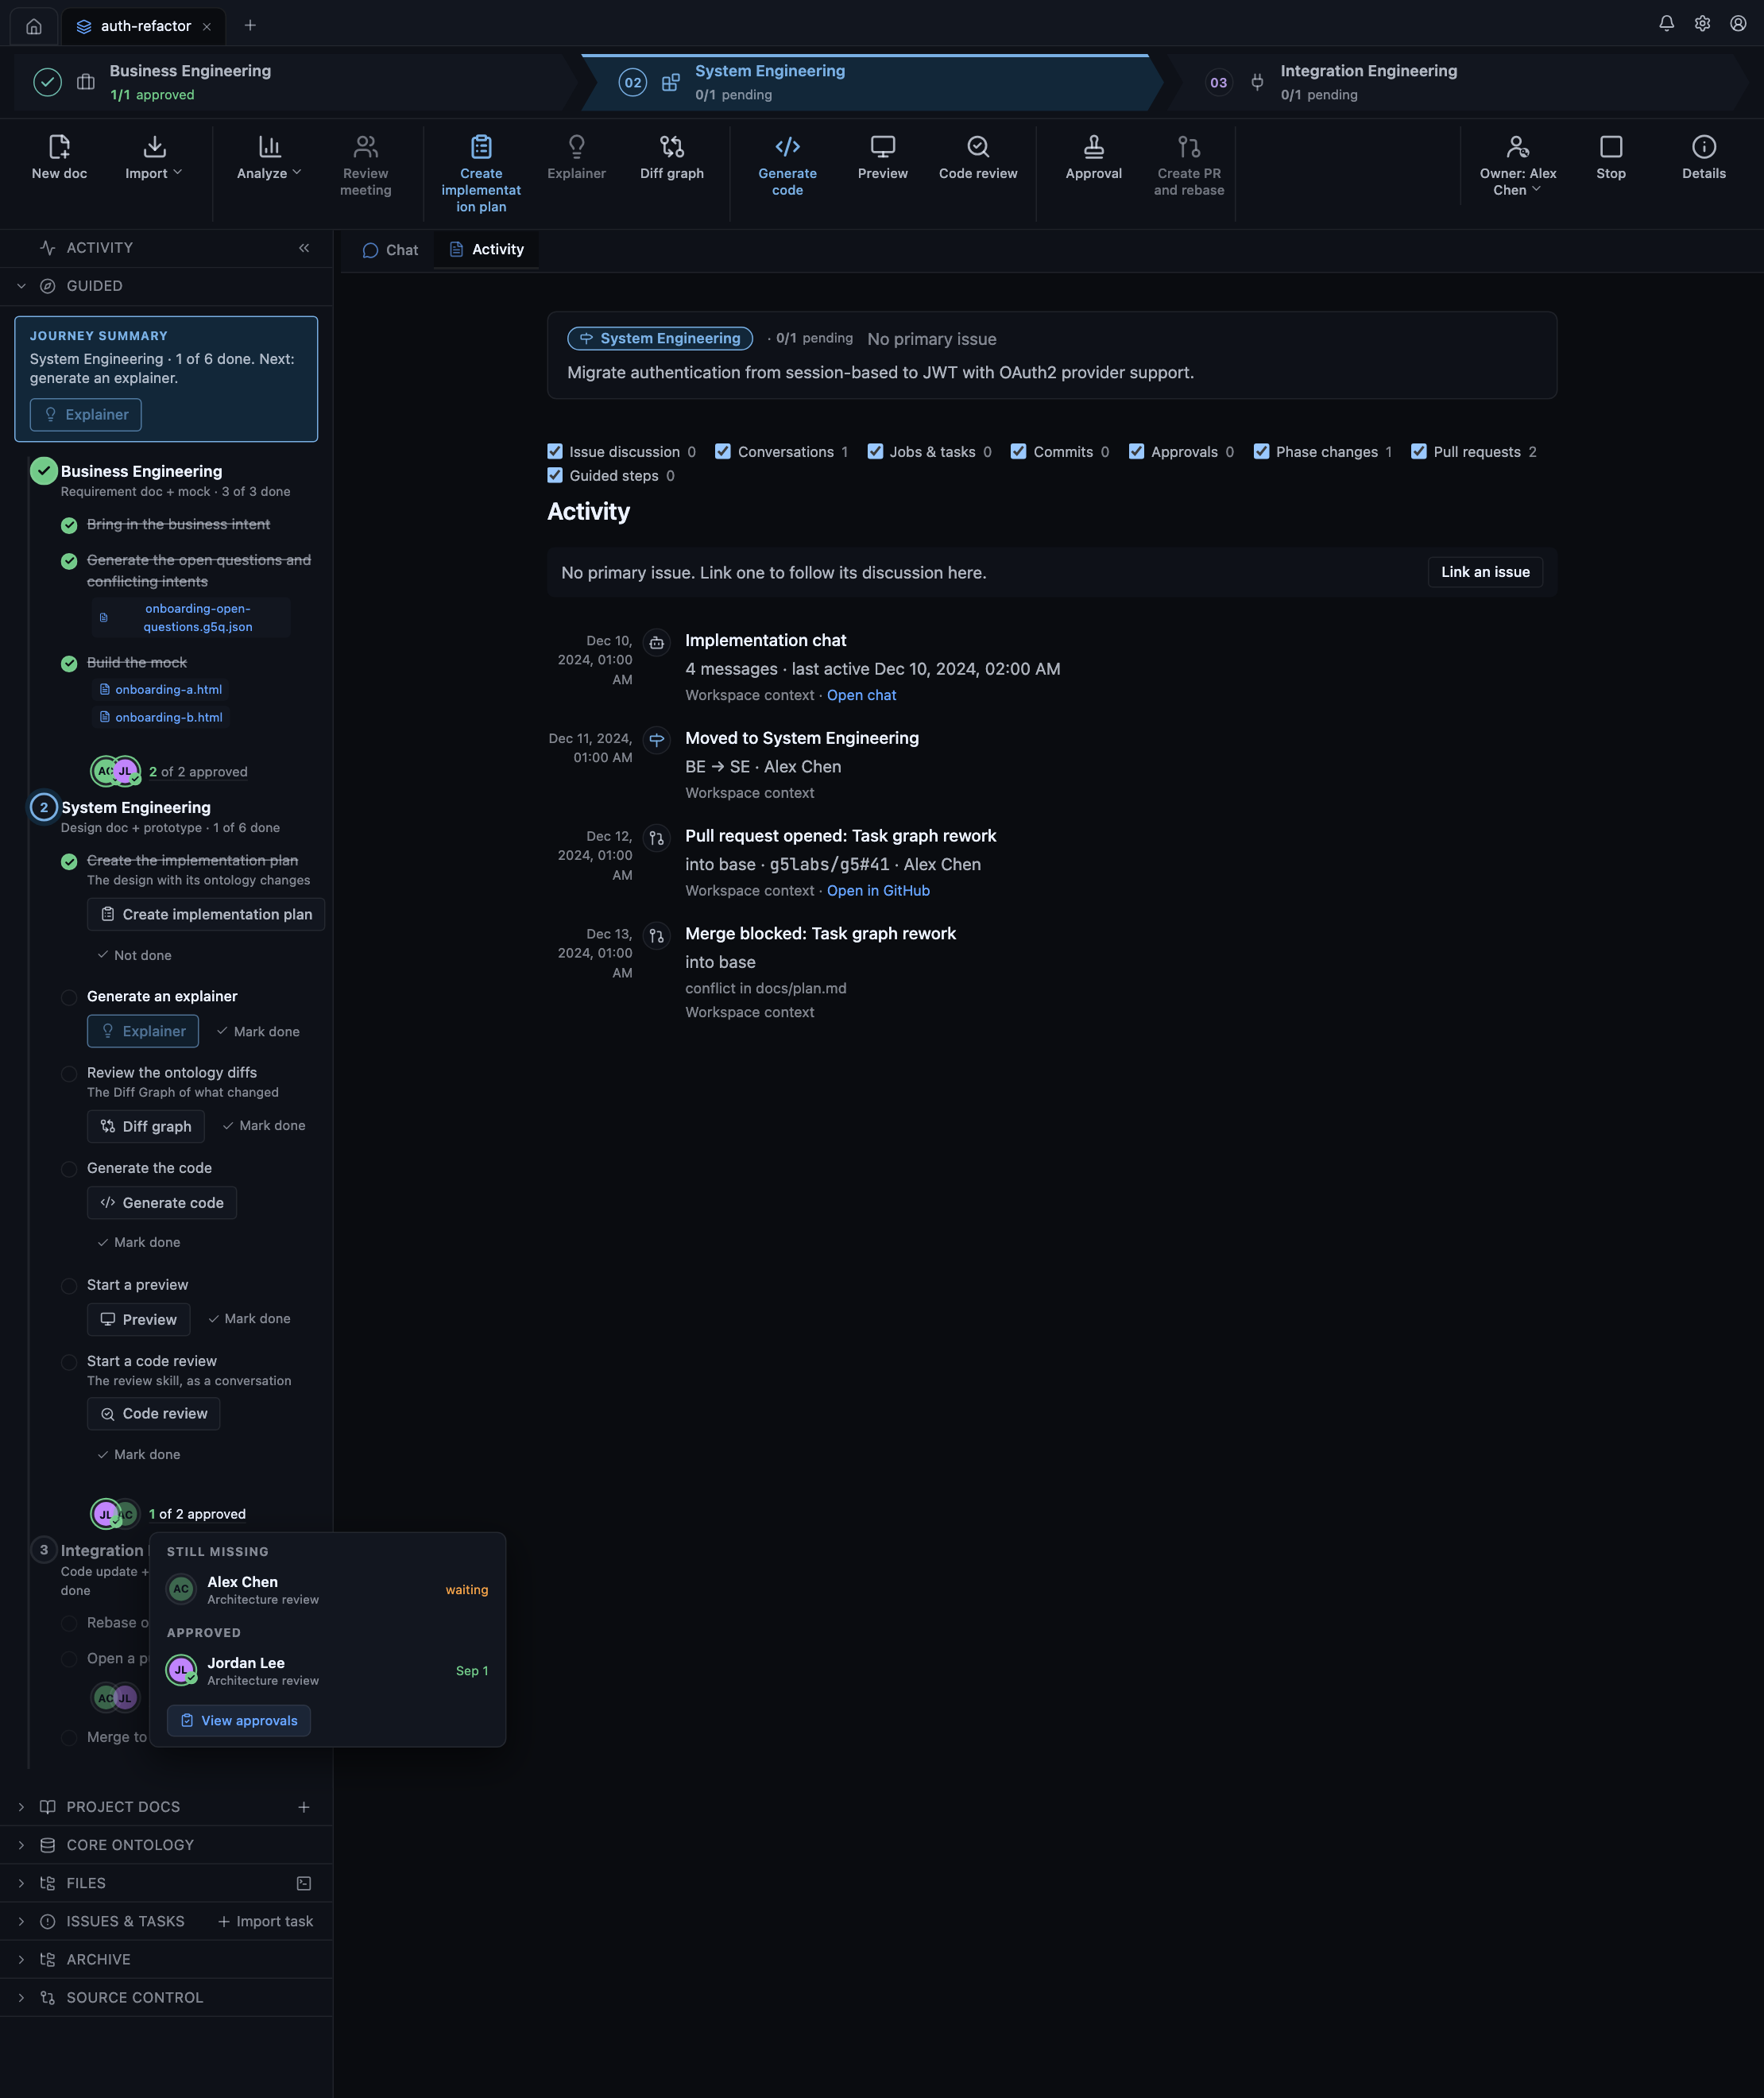 auth-refactor
Business Engineering
1/1 approved
02
System Engineering
0/1 pending
03
Integration Engineering
0/1 pending
New doc
Import
Analyze
Review
meeting
Create
implementat
ion plan
Explainer
Diff graph
Generate
code
Preview
Code review
Approval
Create PR
and rebase
Owner: Alex
Chen
Stop
Details
ACTIVITY
GUIDED
JOURNEY SUMMARY
System Engineering · 1 of 6 done. Next:
generate an explainer.
Explainer
Business Engineering
Requirement doc + mock · 3 of 3 done
Bring in the business intent
Generate the open questions and
conflicting intents
onboarding-open-
questions.g5q.json
Build the mock
onboarding-a.html
onboarding-b.html
AC JL 2 of 2 approved
2 System Engineering
Design doc + prototype · 1 of 6 done
Create the implementation plan
The design with its ontology changes
Create implementation plan
Not done
Generate an explainer
Explainer Mark done
Review the ontology diffs
The Diff Graph of what changed
Diff graph Mark done
Generate the code
Generate code
Mark done
Start a preview
Preview Mark done
Start a code review
The review skill, as a conversation
Code review
Mark done
JL AC 1 of 2 approved
3 Integration
Code update +
done
Rebase o
Open a p
AC JL
Merge to
STILL MISSING
AC Alex Chen
Architecture review
waiting
APPROVED
JL Jordan Lee
Architecture review
Sep 1
View approvals
PROJECT DOCS
CORE ONTOLOGY
FILES
ISSUES & TASKS + Import task
ARCHIVE
SOURCE CONTROL
Chat
Activity
System Engineering · 0/1 pending No primary issue
Migrate authentication from session-based to JWT with OAuth2 provider support.
Issue discussion 0 Conversations 1 Jobs & tasks 0 Commits 0 Approvals 0 Phase changes 1 Pull requests 2
Guided steps 0
Activity
No primary issue. Link one to follow its discussion here.
Link an issue
Dec 10,
2024, 01:00
AM
Implementation chat
4 messages · last active Dec 10, 2024, 02:00 AM
Workspace context · Open chat
Dec 11, 2024,
01:00 AM
Moved to System Engineering
BE → SE · Alex Chen
Workspace context
Dec 12,
2024, 01:00
AM
Pull request opened: Task graph rework
into base · g5labs/g5#41 · Alex Chen
Workspace context · Open in GitHub
Dec 13,
2024, 01:00
AM
Merge blocked: Task graph rework
into base
conflict in docs/plan.md
Workspace context